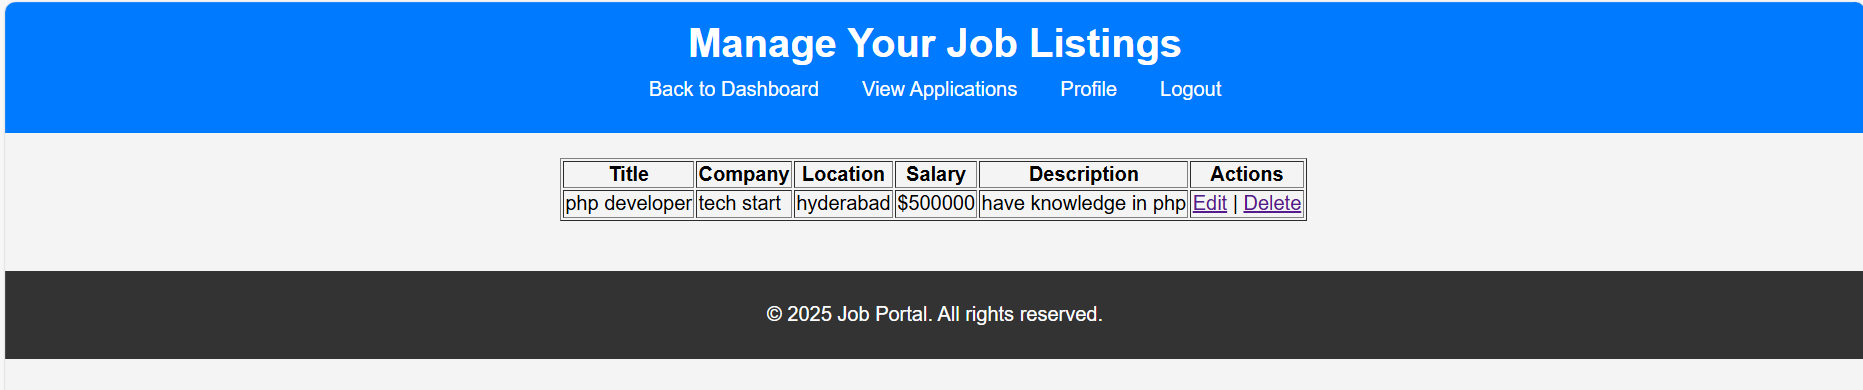 Manage Your Job Listings
Back to Dashboard View Applications Profile Logout
Title Company Location Salary Description Actions
php developer tech start hyderabad $500000 have knowledge in php Edit | Delete
© 2025 Job Portal. All rights reserved.